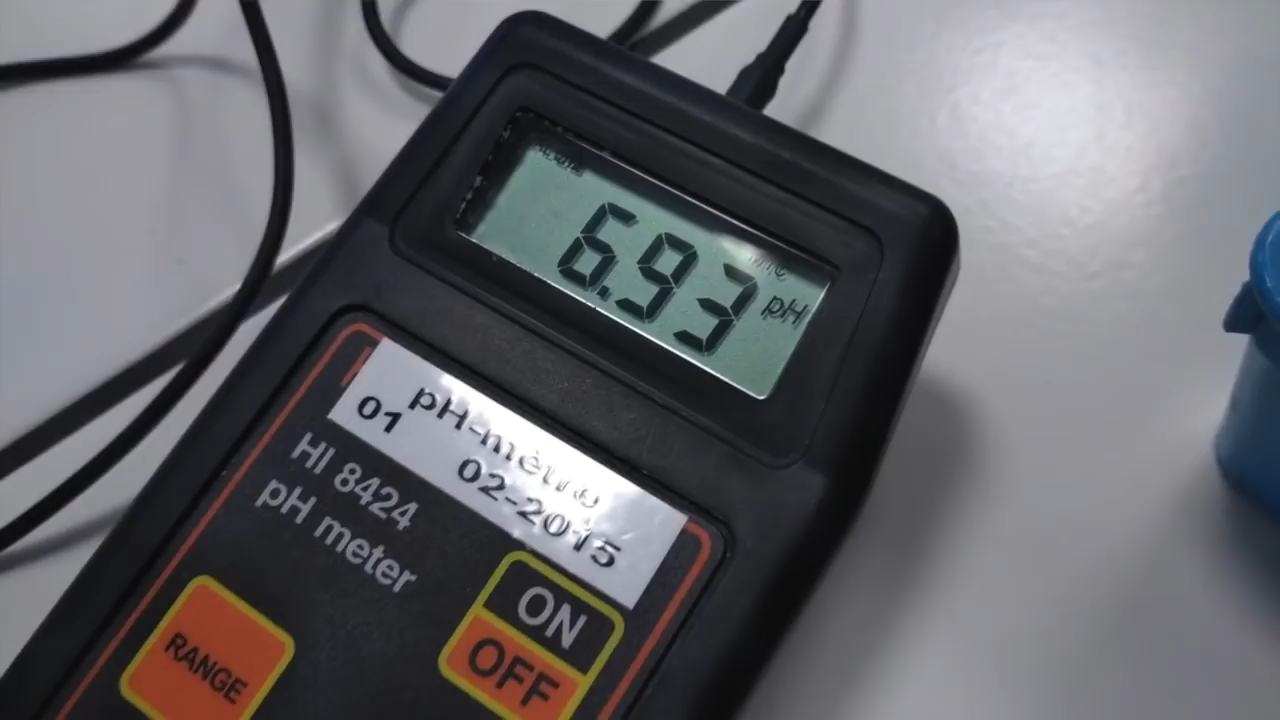 6.93
pH
pH-mètre
01
02-2015
HI 8424
pH meter
ON
OFF
RANGE